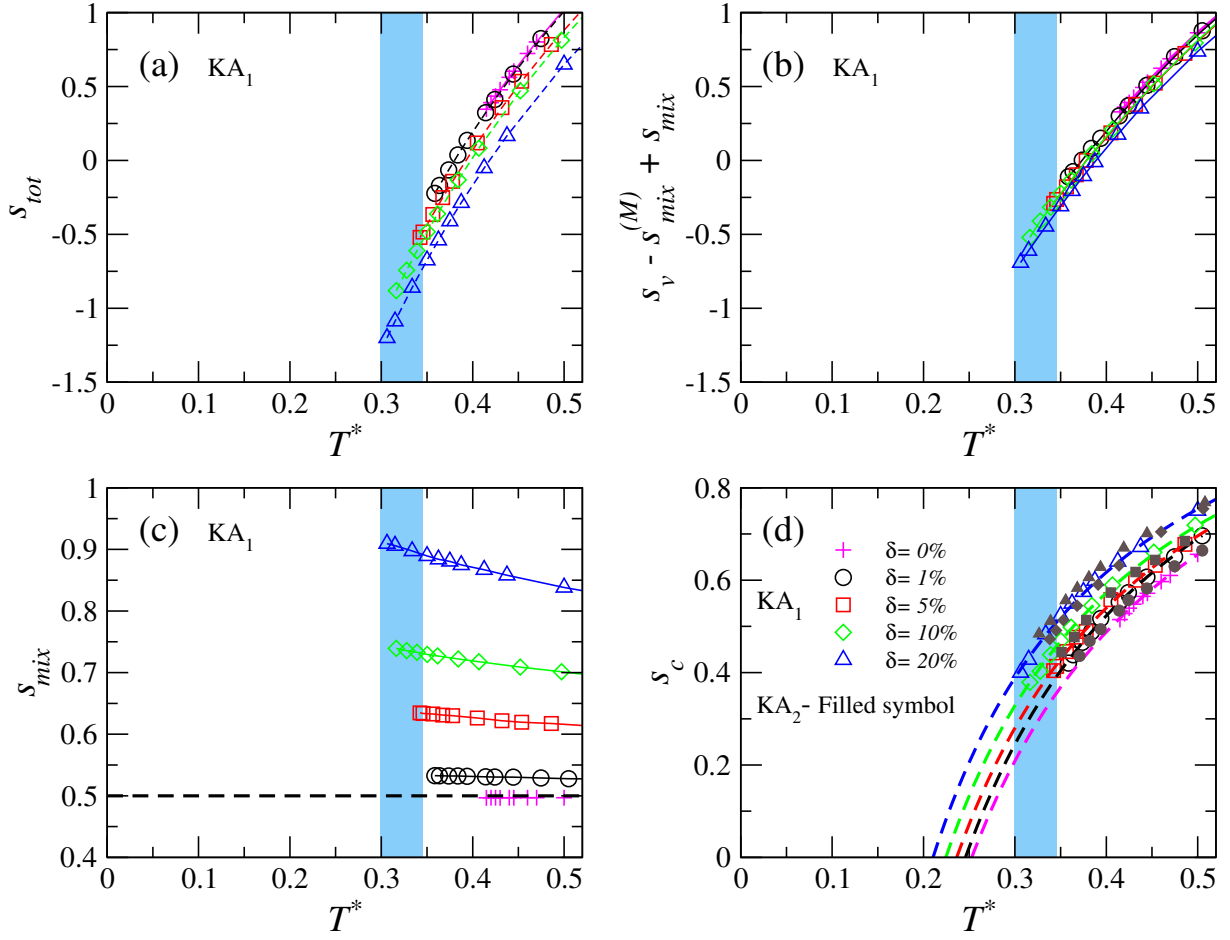 (a) KA1
1
0.5
0
-0.5
-1
-1.5
s_tot
0 0.1 0.2 0.3 0.4 0.5
T*
(b) KA1
1
0.5
0
-0.5
-1
-1.5
s_v - s_mix^(M) + s_mix
0 0.1 0.2 0.3 0.4 0.5
T*
(c) KA1
1
0.9
0.8
0.7
0.6
0.5
0.4
s_mix
0 0.1 0.2 0.3 0.4 0.5
T*
(d)
0.8
0.6
0.4
0.2
0
s_c
δ= 0%
δ= 1%
KA1 δ= 5%
δ= 10%
δ= 20%
KA2- Filled symbol
0 0.1 0.2 0.3 0.4 0.5
T*